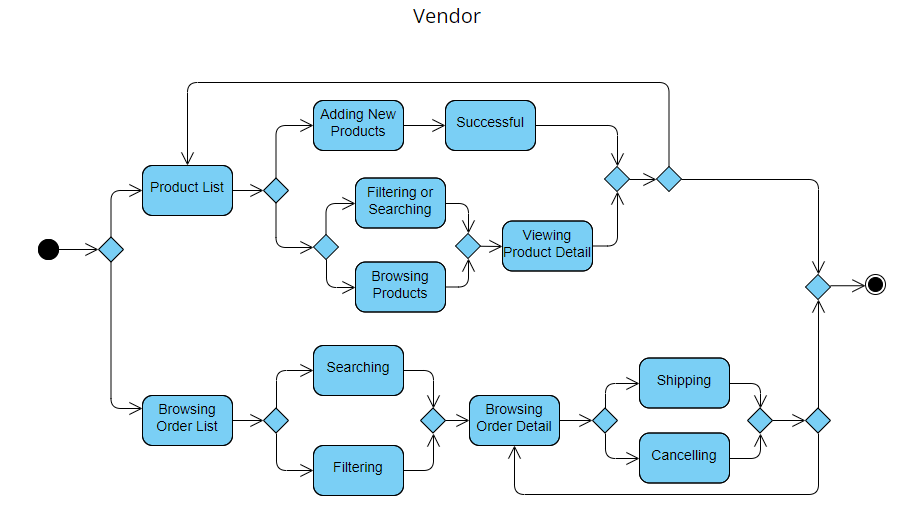 Vendor
Adding New
Products
Successful
Product List
Filtering or
Searching
Viewing
Product Detail
Browsing
Products
Searching
Browsing
Order List
Filtering
Browsing
Order Detail
Shipping
Cancelling